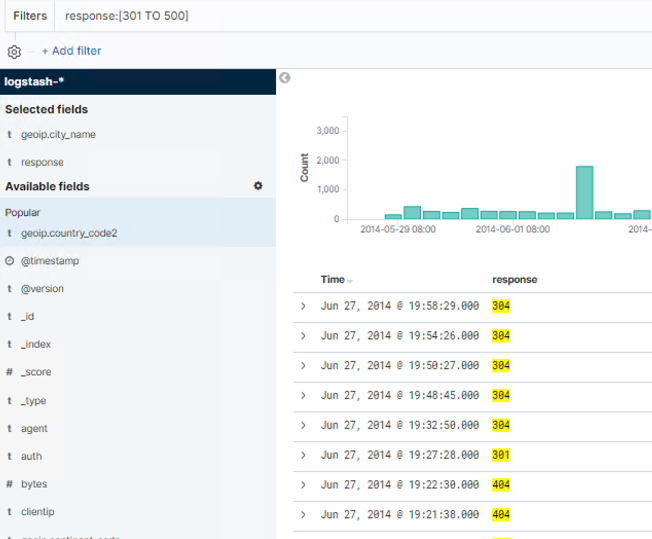 Filters response:[301 TO 500]
+ Add filter
logstash-*
Selected fields
t geoip.city_name
t response
Available fields
Popular
t geoip.country_code2
@timestamp
t @version
t _id
t _index
# _score
t _type
t agent
t auth
# bytes
t clientip
Count
3,000
2,000
1,000
0
2014-05-29 08:00 2014-06-01 08:00 2014-
Time response
> Jun 27, 2014 @ 19:58:29.000 304
> Jun 27, 2014 @ 19:54:26.000 304
> Jun 27, 2014 @ 19:50:27.000 304
> Jun 27, 2014 @ 19:48:45.000 304
> Jun 27, 2014 @ 19:32:50.000 304
> Jun 27, 2014 @ 19:27:28.000 301
> Jun 27, 2014 @ 19:22:30.000 404
> Jun 27, 2014 @ 19:21:38.000 404